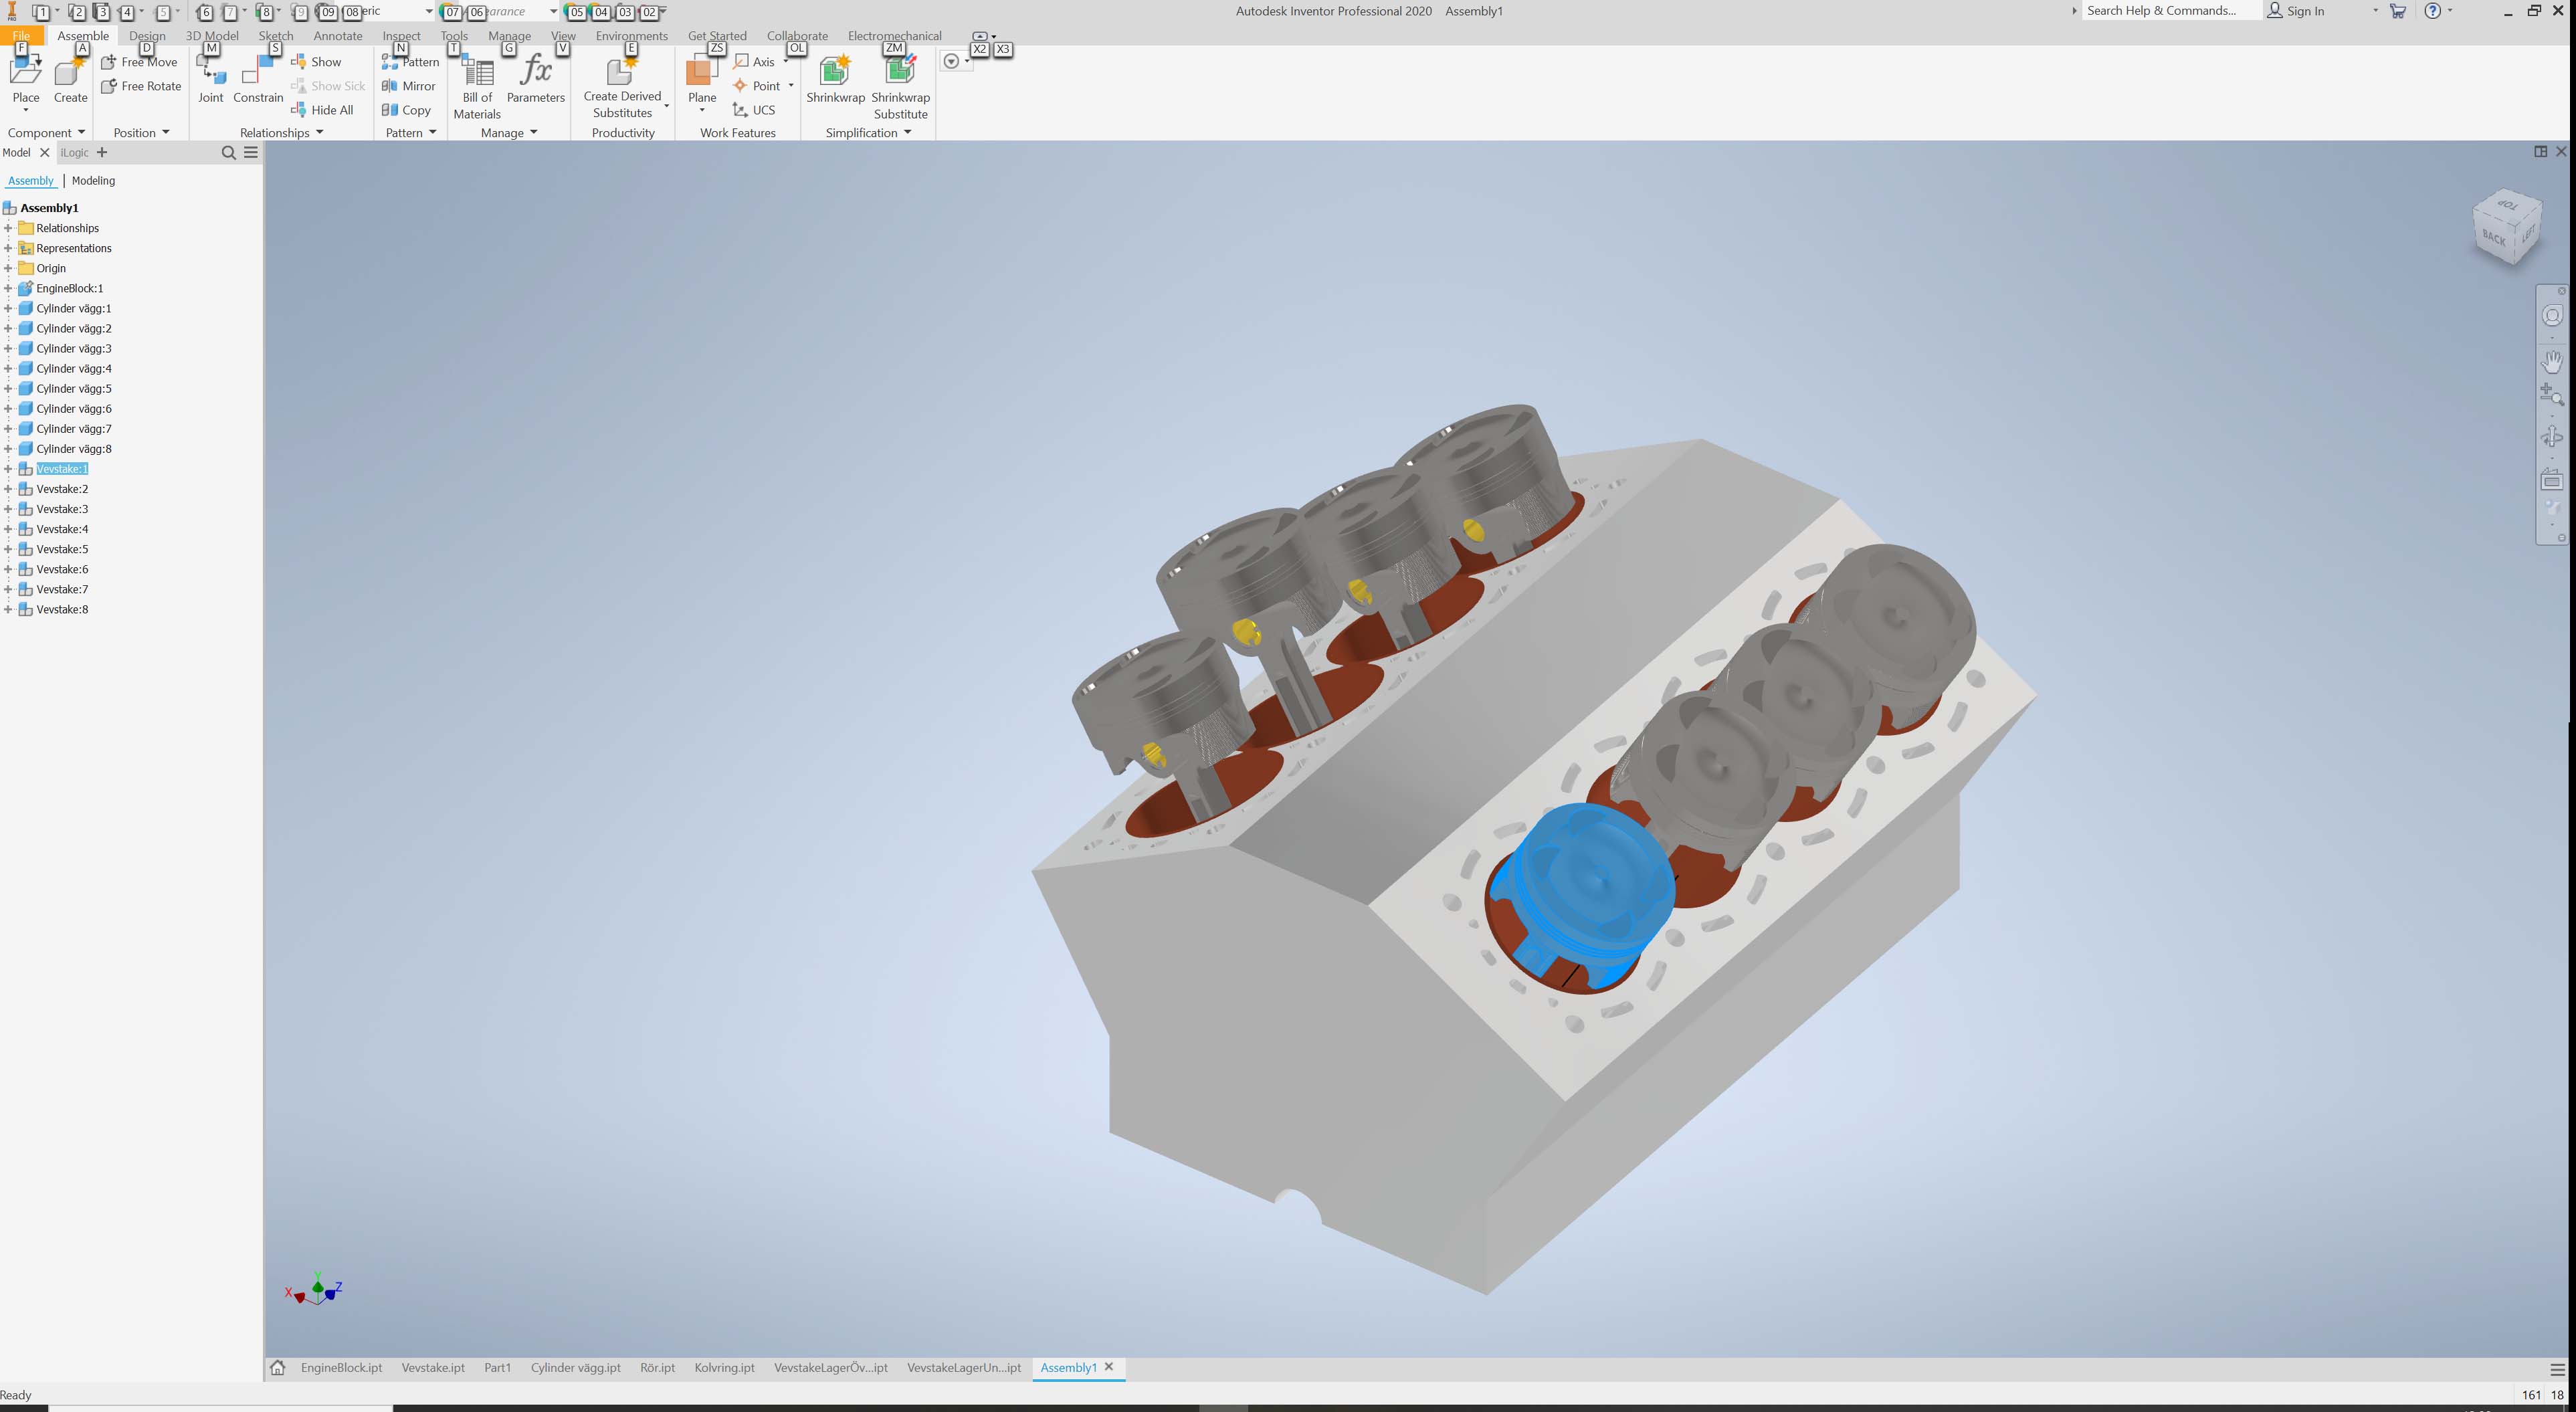 1 2 3 4 5 6 7 8 9 09 08 eric 07 06 earance 05 04 03 02 Autodesk Inventor Professional 2020 Assembly1 Search Help & Commands... Sign In
PRO
File Assemble Design 3D Model Sketch Annotate Inspect Tools Manage View Environments Get Started Collaborate Electromechanical
F A D M S N T G V E ZS OL ZM X2 X3
Free Move Show Pattern Axis
Free Rotate Show Sick Mirror Point
Place Create Joint Constrain Hide All Copy Bill of Materials Parameters Create Derived Substitutes Plane UCS Shrinkwrap Shrinkwrap Substitute
Component Position Relationships Pattern Manage Productivity Work Features Simplification
Model iLogic
Assembly | Modeling
Assembly1
Relationships
Representations
Origin
EngineBlock:1
Cylinder vägg:1
Cylinder vägg:2
Cylinder vägg:3
Cylinder vägg:4
Cylinder vägg:5
Cylinder vägg:6
Cylinder vägg:7
Cylinder vägg:8
Vevstake:1
Vevstake:2
Vevstake:3
Vevstake:4
Vevstake:5
Vevstake:6
Vevstake:7
Vevstake:8
TOP
BACK LEFT
X Y Z
EngineBlock.ipt Vevstake.ipt Part1 Cylinder vägg.ipt Rör.ipt Kolvring.ipt VevstakeLagerÖv...ipt VevstakeLagerUn...ipt Assembly1
Ready 161 18